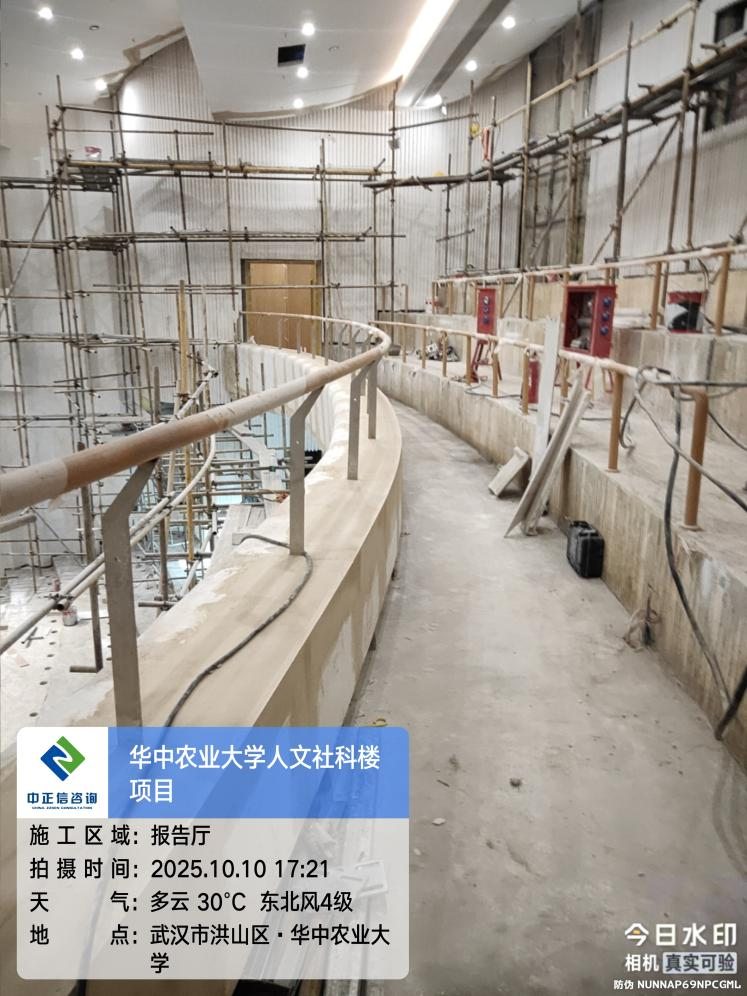 华中农业大学人文社科楼
项目
中正信咨询
CHINA ZZXIN CONSULTATION
施工区域：报告厅
拍摄时间：2025.10.10 17:21
天气：多云 30°C 东北风4级
地点：武汉市洪山区·华中农业大
学
今日水印
相机 真实可验
防伪 NUNNAP69NPCGML